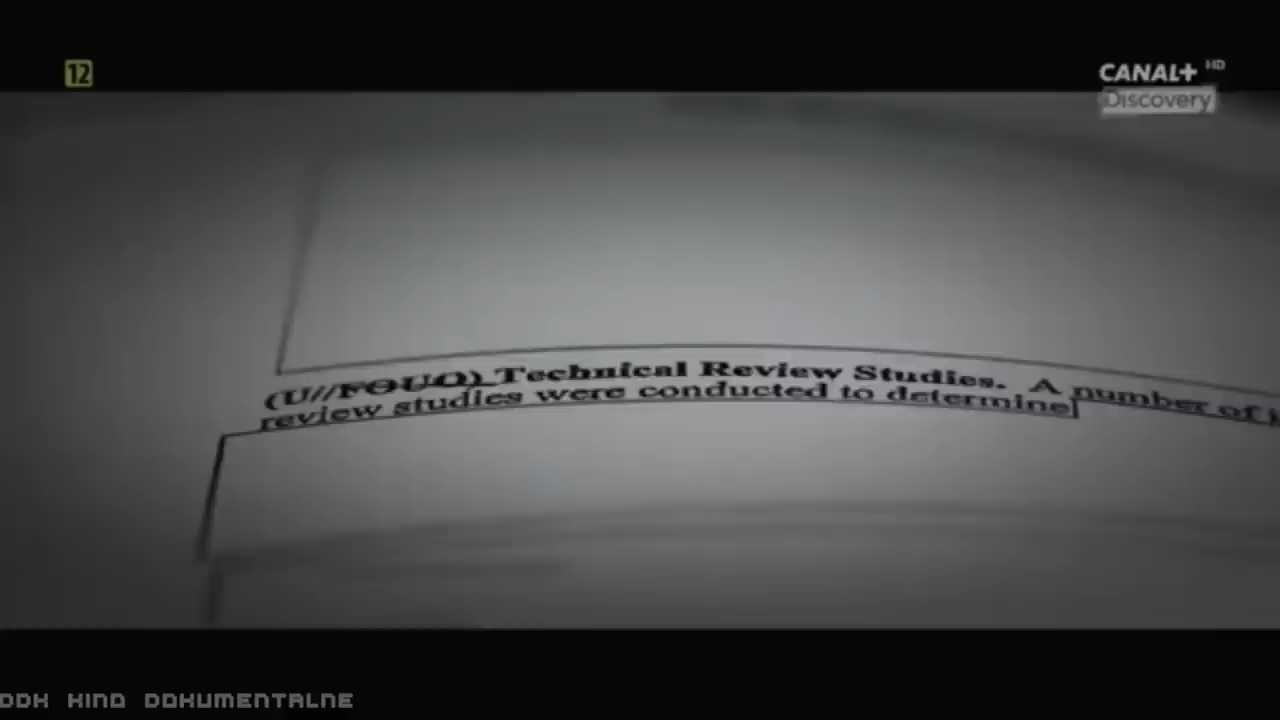 12
CANAL+ HD
Discovery
(U//FOUO) Technical Review Studies. A number of i
review studies were conducted to determine
DDK KINO DOKUMENTALNE